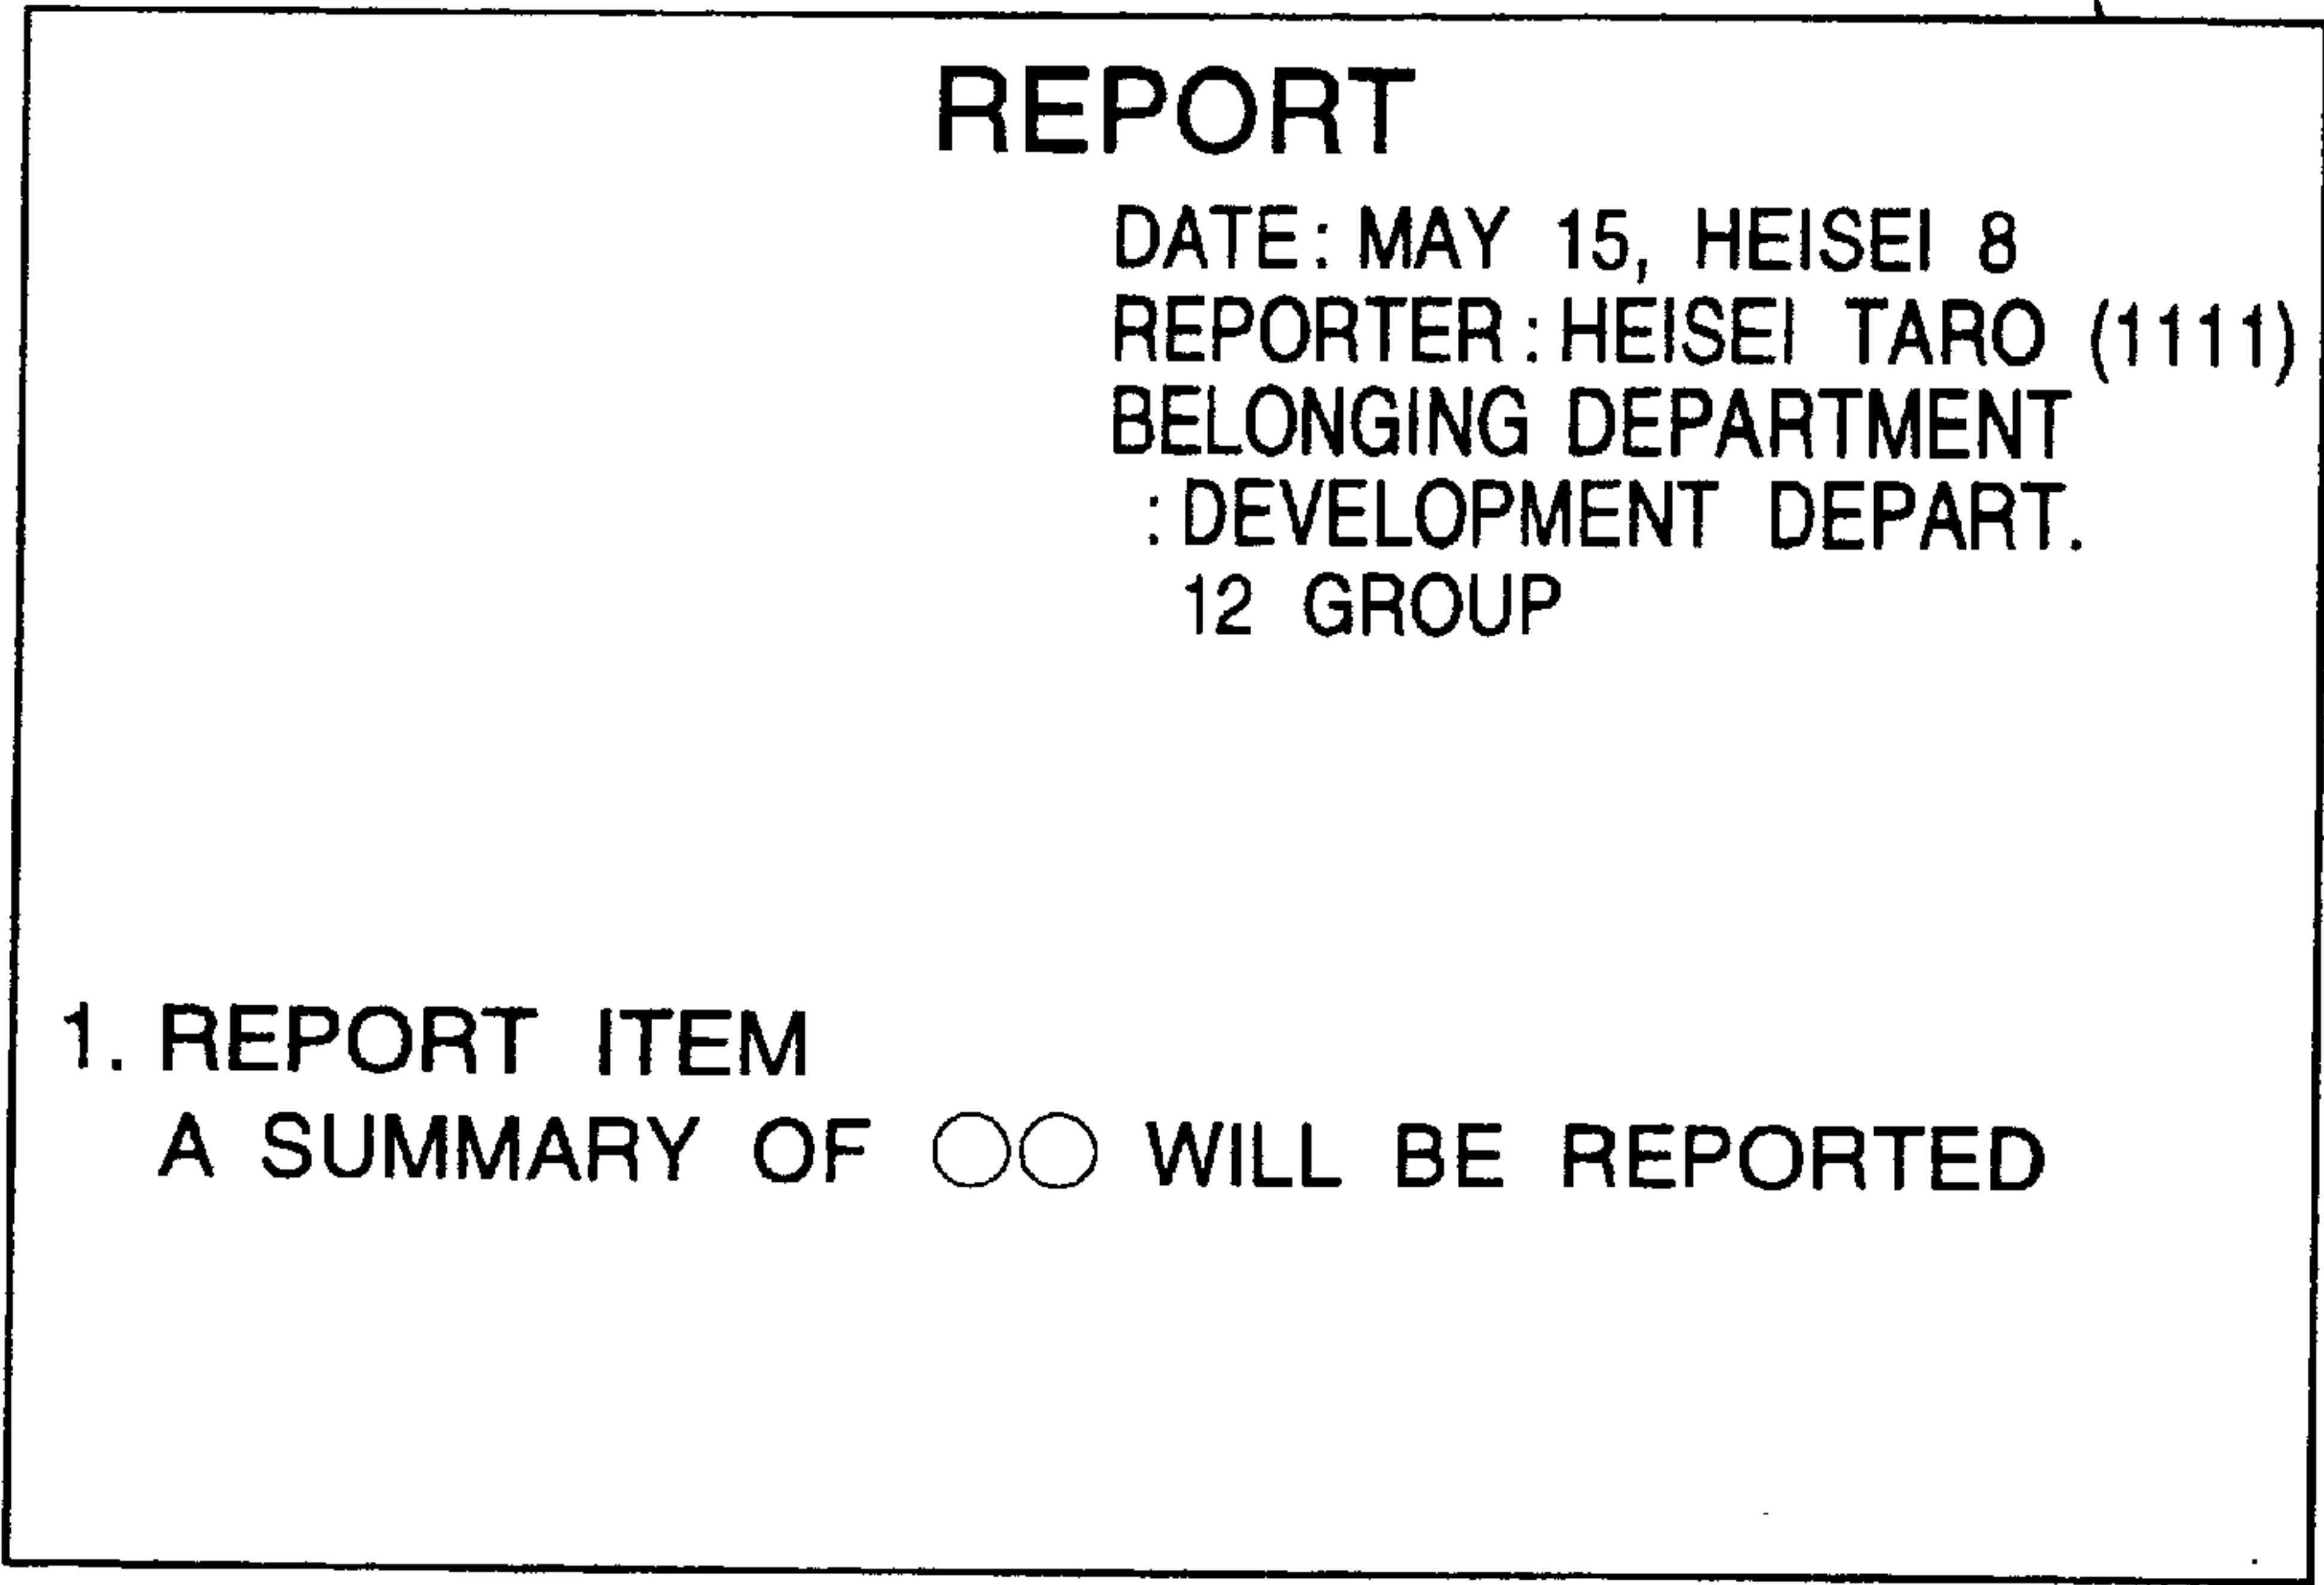 REPORT
DATE: MAY 15, HEISEI 8
REPORTER: HEISEI TARO (1111)
BELONGING DEPARTMENT
: DEVELOPMENT DEPART.
12 GROUP
1. REPORT ITEM
A SUMMARY OF ○○ WILL BE REPORTED